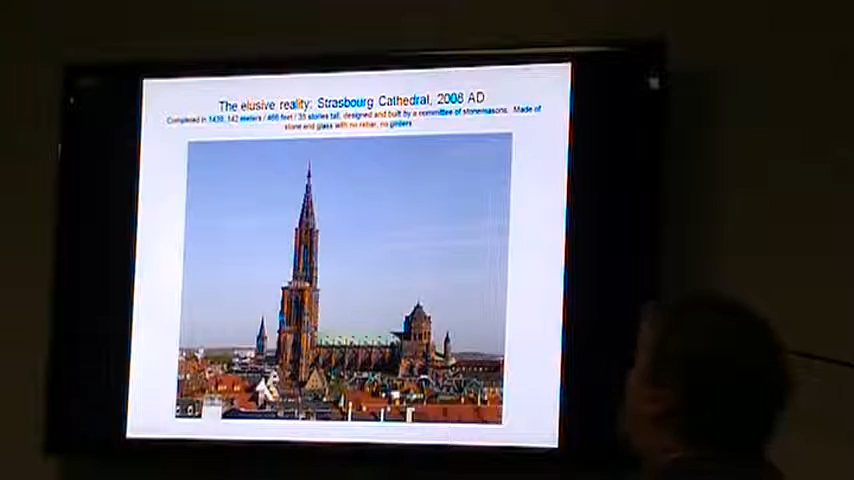 The elusive reality: Strasbourg Cathedral, 2008 AD
Completed in 1439, 142 meters / 466 feet / 35 stories tall, designed and built by a committee of stonemasons. Made of
stone and glass with no rebar, no girders